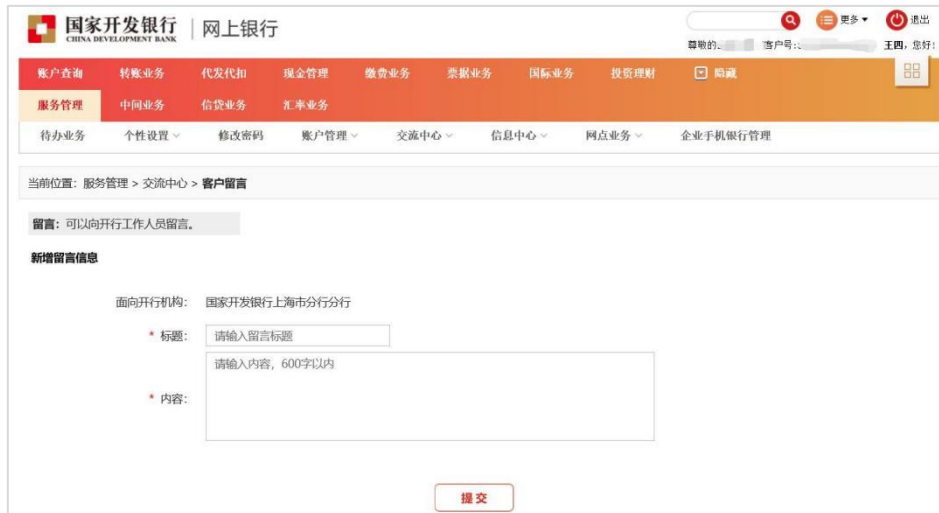 国家开发银行
CHINA DEVELOPMENT BANK
网上银行
更多
退出
尊敬的
客户号:
王四，您好!
账户查询 转账业务 代发代扣 现金管理 缴费业务 票据业务 国际业务 投资理财 隐藏
服务管理 中间业务 信贷业务 汇率业务
待办业务 个性设置 修改密码 账户管理 交流中心 信息中心 网点业务 企业手机银行管理
当前位置：服务管理 > 交流中心 > 客户留言
留言：可以向开行工作人员留言。
新增留言信息
面向开行机构： 国家开发银行上海市分行分行
* 标题： 请输入留言标题
请输入内容，600字以内
* 内容：
提交